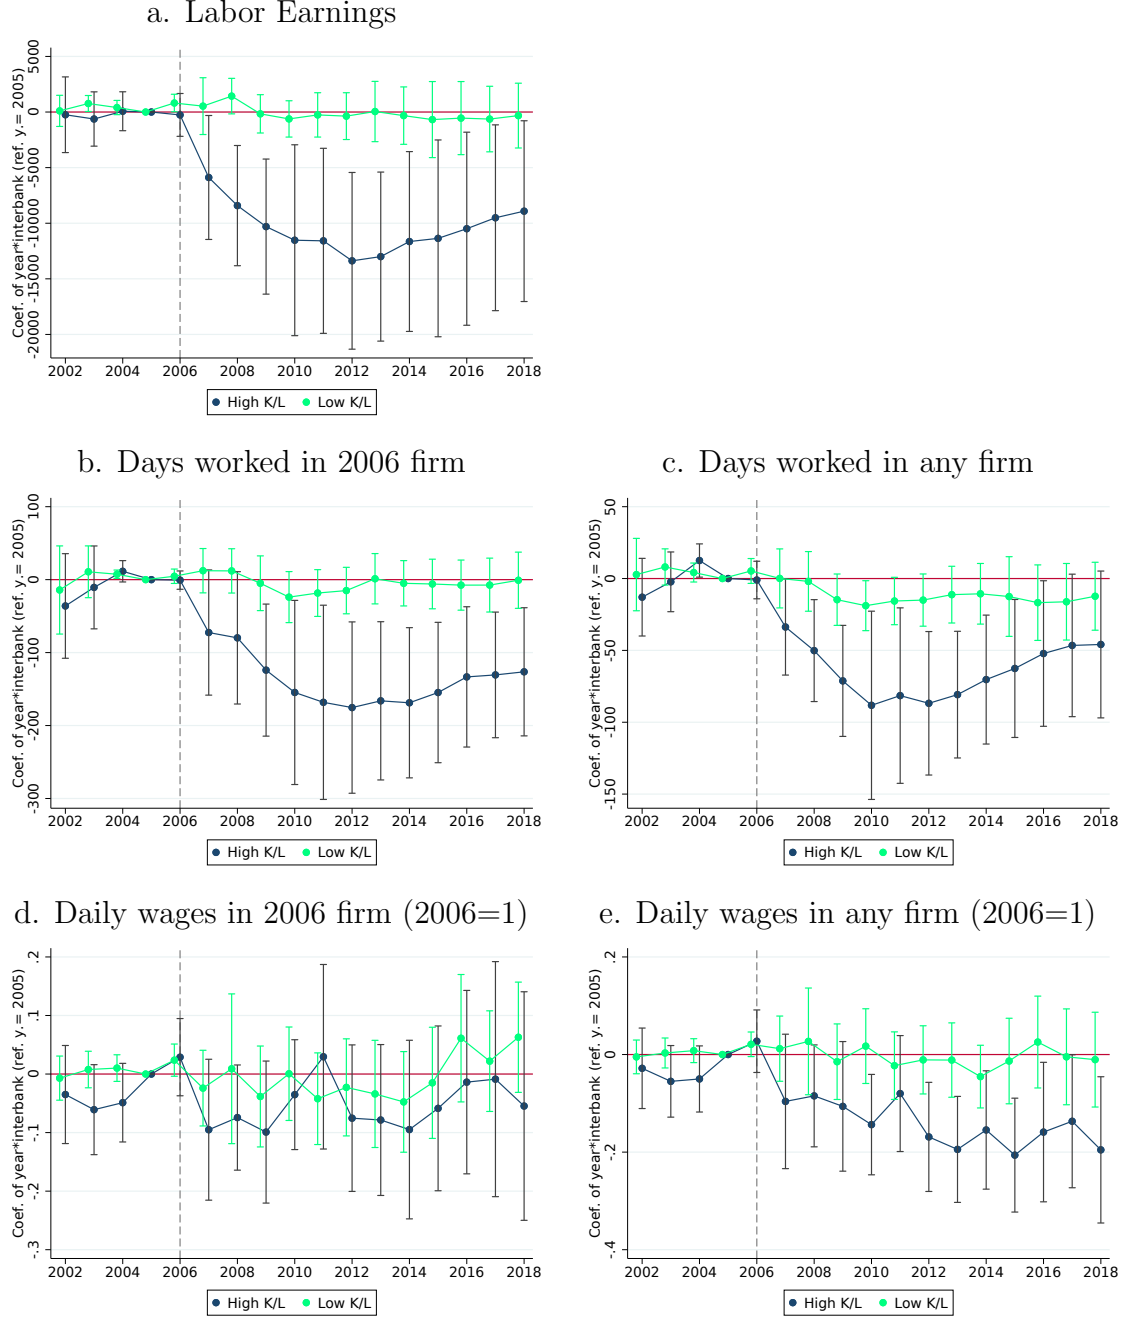 a. Labor Earnings
Coef. of year*interbank (ref. y.= 2005)
5000
0
-5000
-10000
-15000
-20000
2002 2004 2006 2008 2010 2012 2014 2016 2018
High K/L Low K/L
b. Days worked in 2006 firm
Coef. of year*interbank (ref. y.= 2005)
100
0
-100
-200
-300
2002 2004 2006 2008 2010 2012 2014 2016 2018
High K/L Low K/L
c. Days worked in any firm
Coef. of year*interbank (ref. y.= 2005)
50
0
-50
-100
-150
2002 2004 2006 2008 2010 2012 2014 2016 2018
High K/L Low K/L
d. Daily wages in 2006 firm (2006=1)
Coef. of year*interbank (ref. y.= 2005)
.2
.1
0
-.1
-.2
-.3
2002 2004 2006 2008 2010 2012 2014 2016 2018
High K/L Low K/L
e. Daily wages in any firm (2006=1)
Coef. of year*interbank (ref. y.= 2005)
.2
0
-.2
-.4
2002 2004 2006 2008 2010 2012 2014 2016 2018
High K/L Low K/L